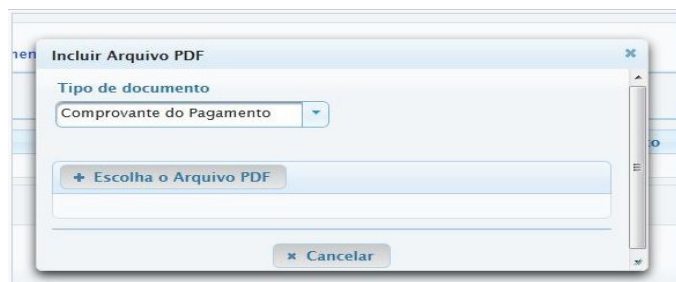 Incluir Arquivo PDF
Tipo de documento
Comprovante do Pagamento
+ Escolha o Arquivo PDF
× Cancelar